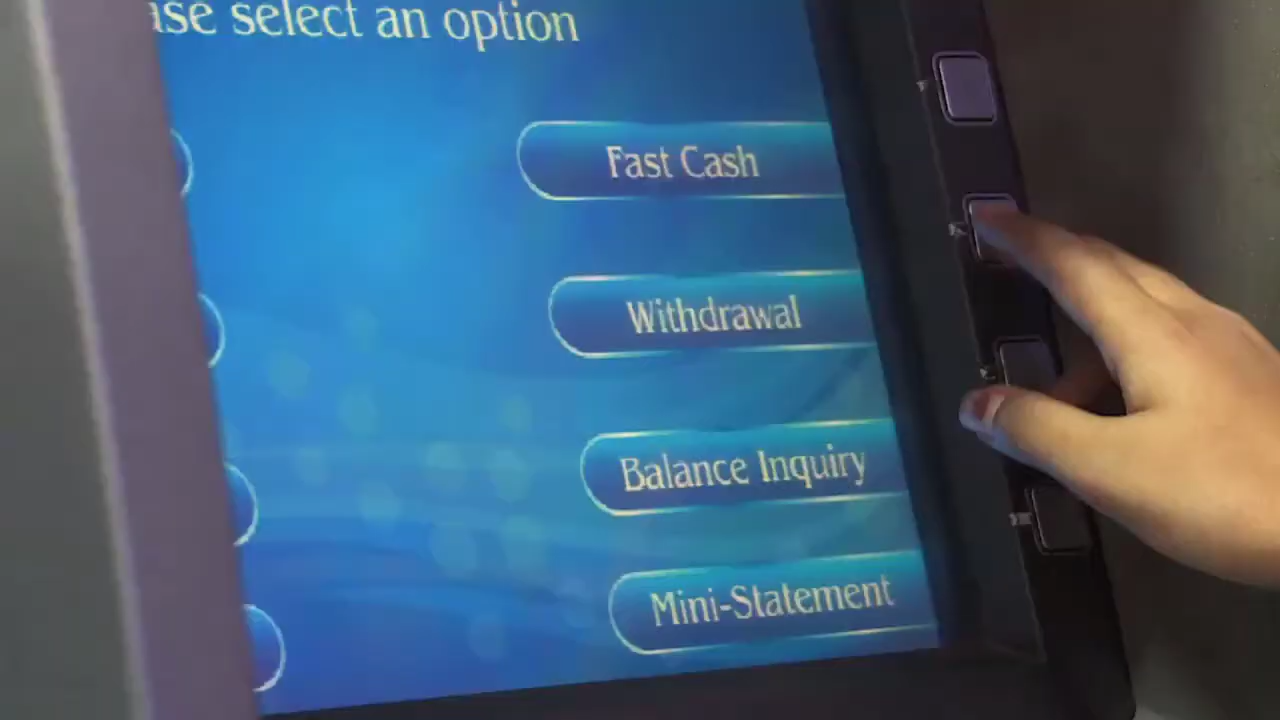 ase select an option
Fast Cash
Withdrawal
Balance Inquiry
Mini-Statement